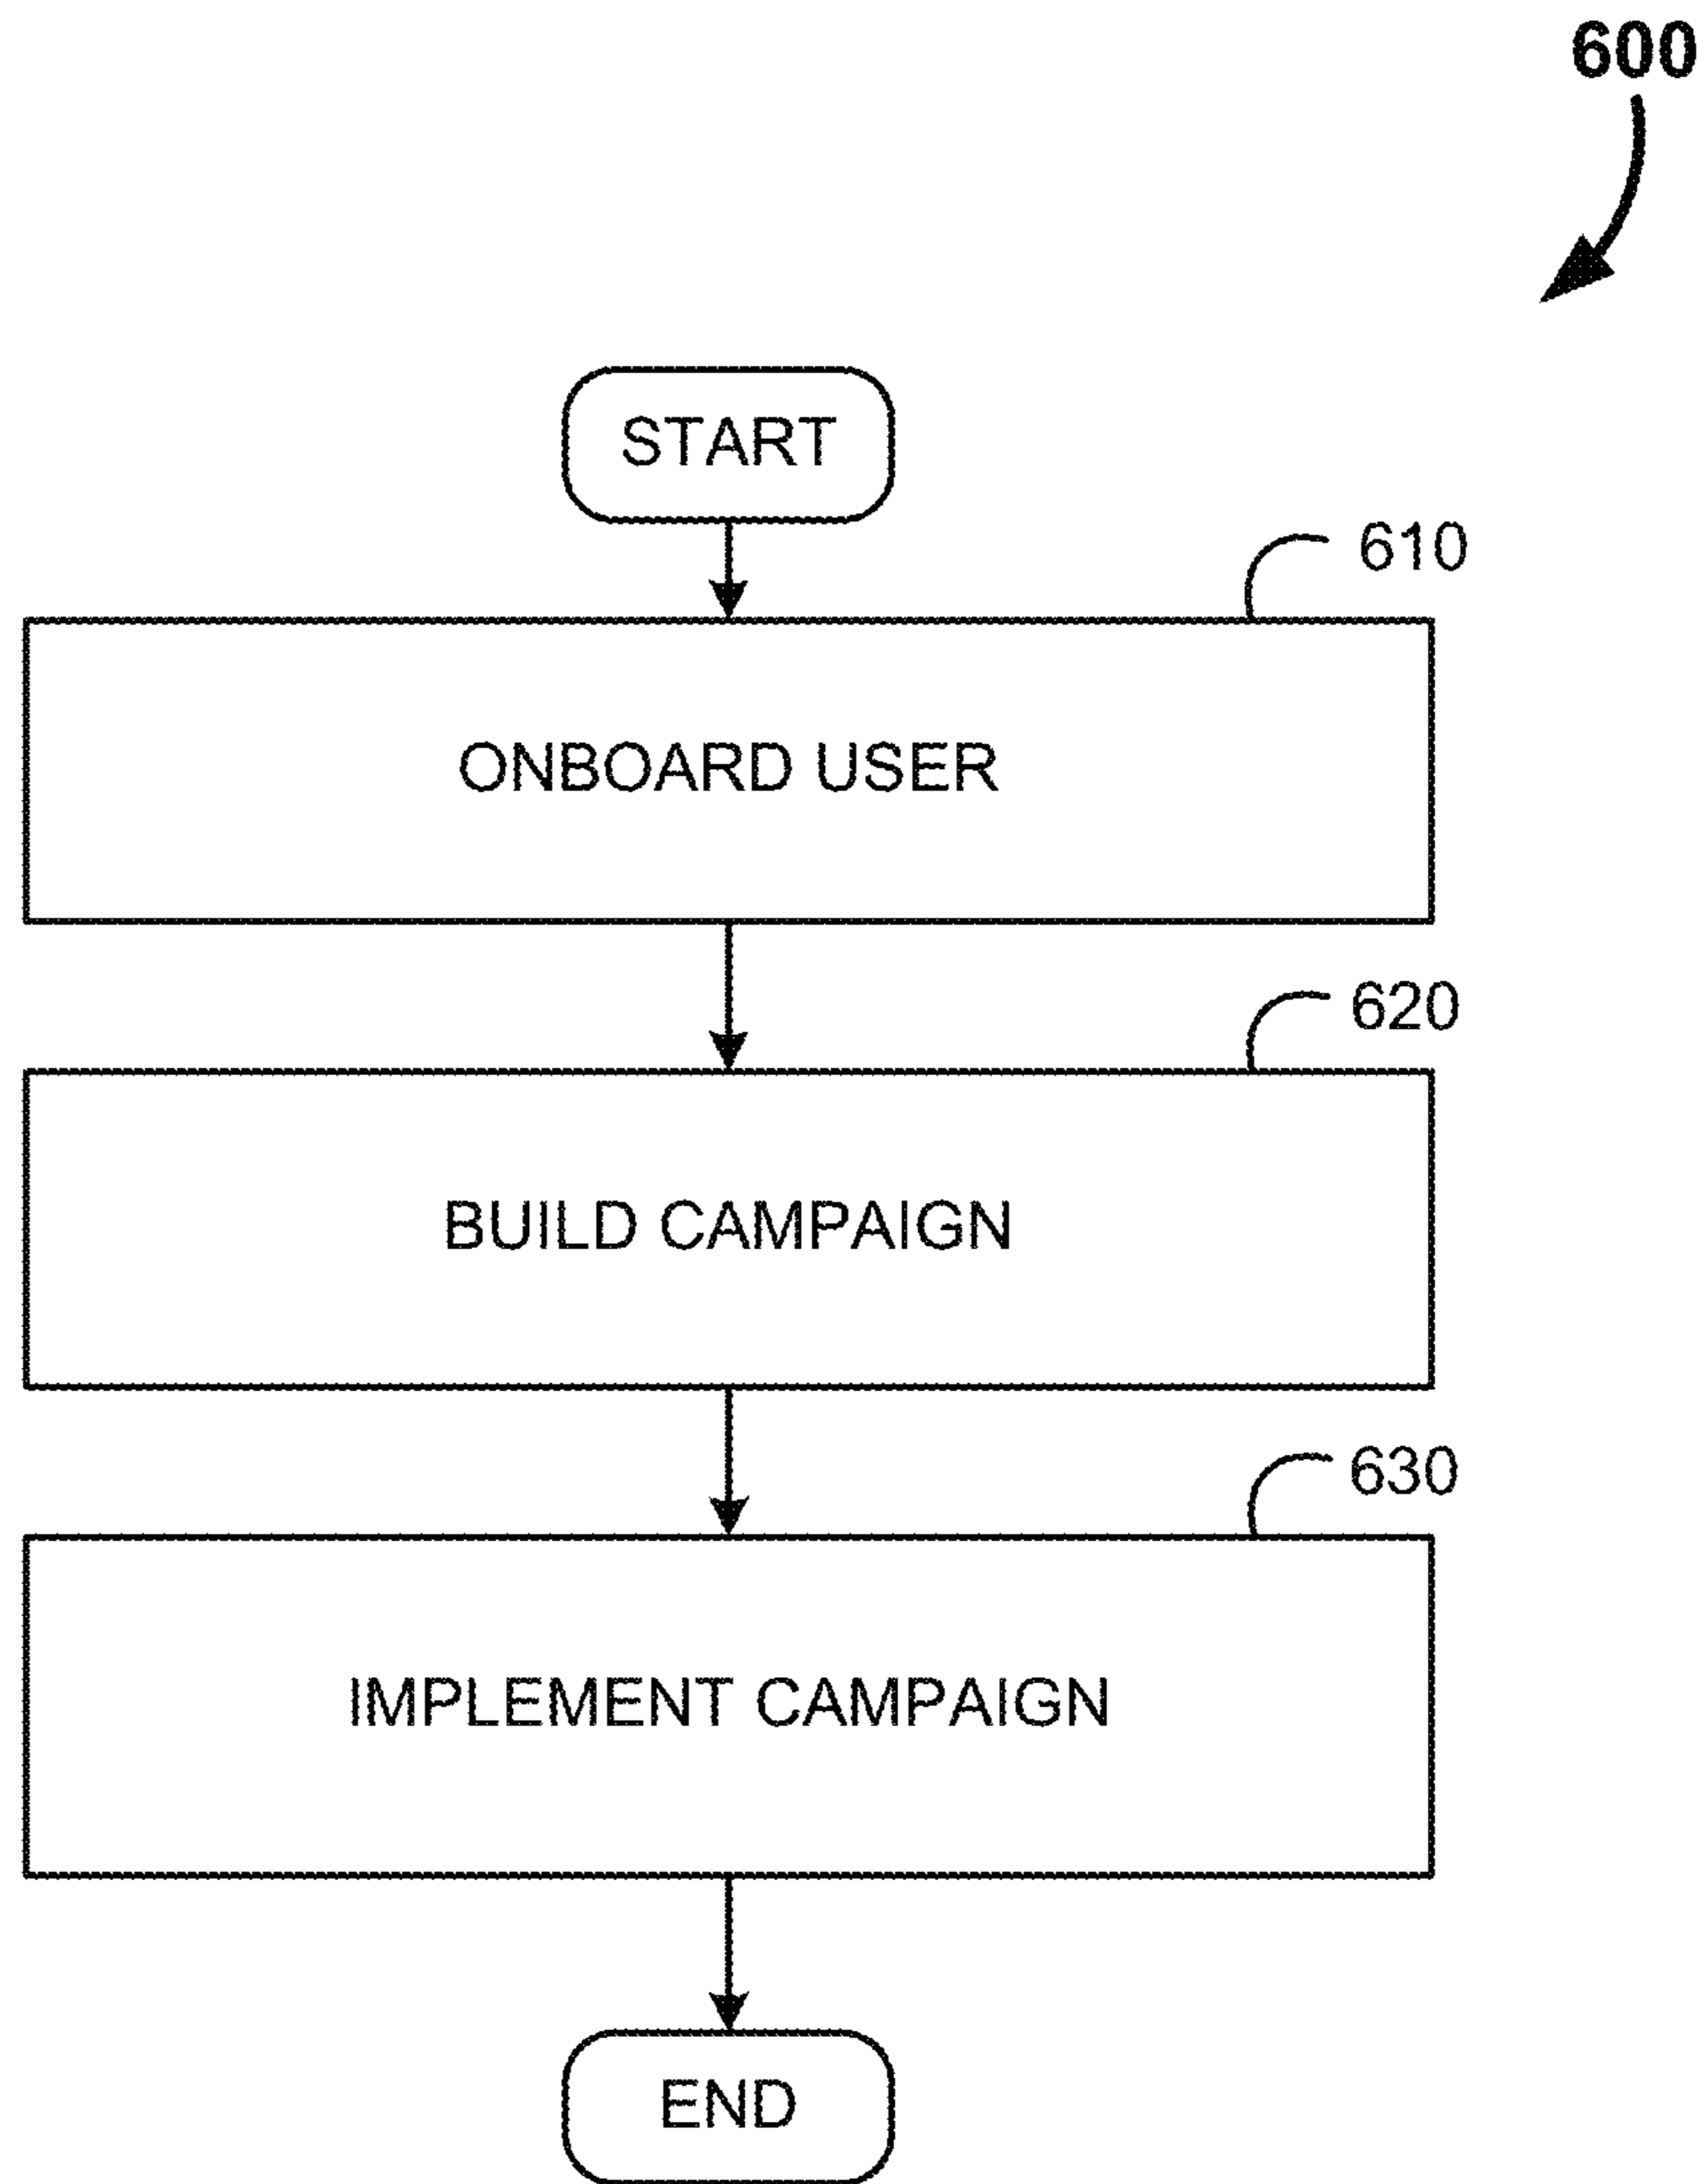 600
START
610
ONBOARD USER
620
BUILD CAMPAIGN
630
IMPLEMENT CAMPAIGN
END